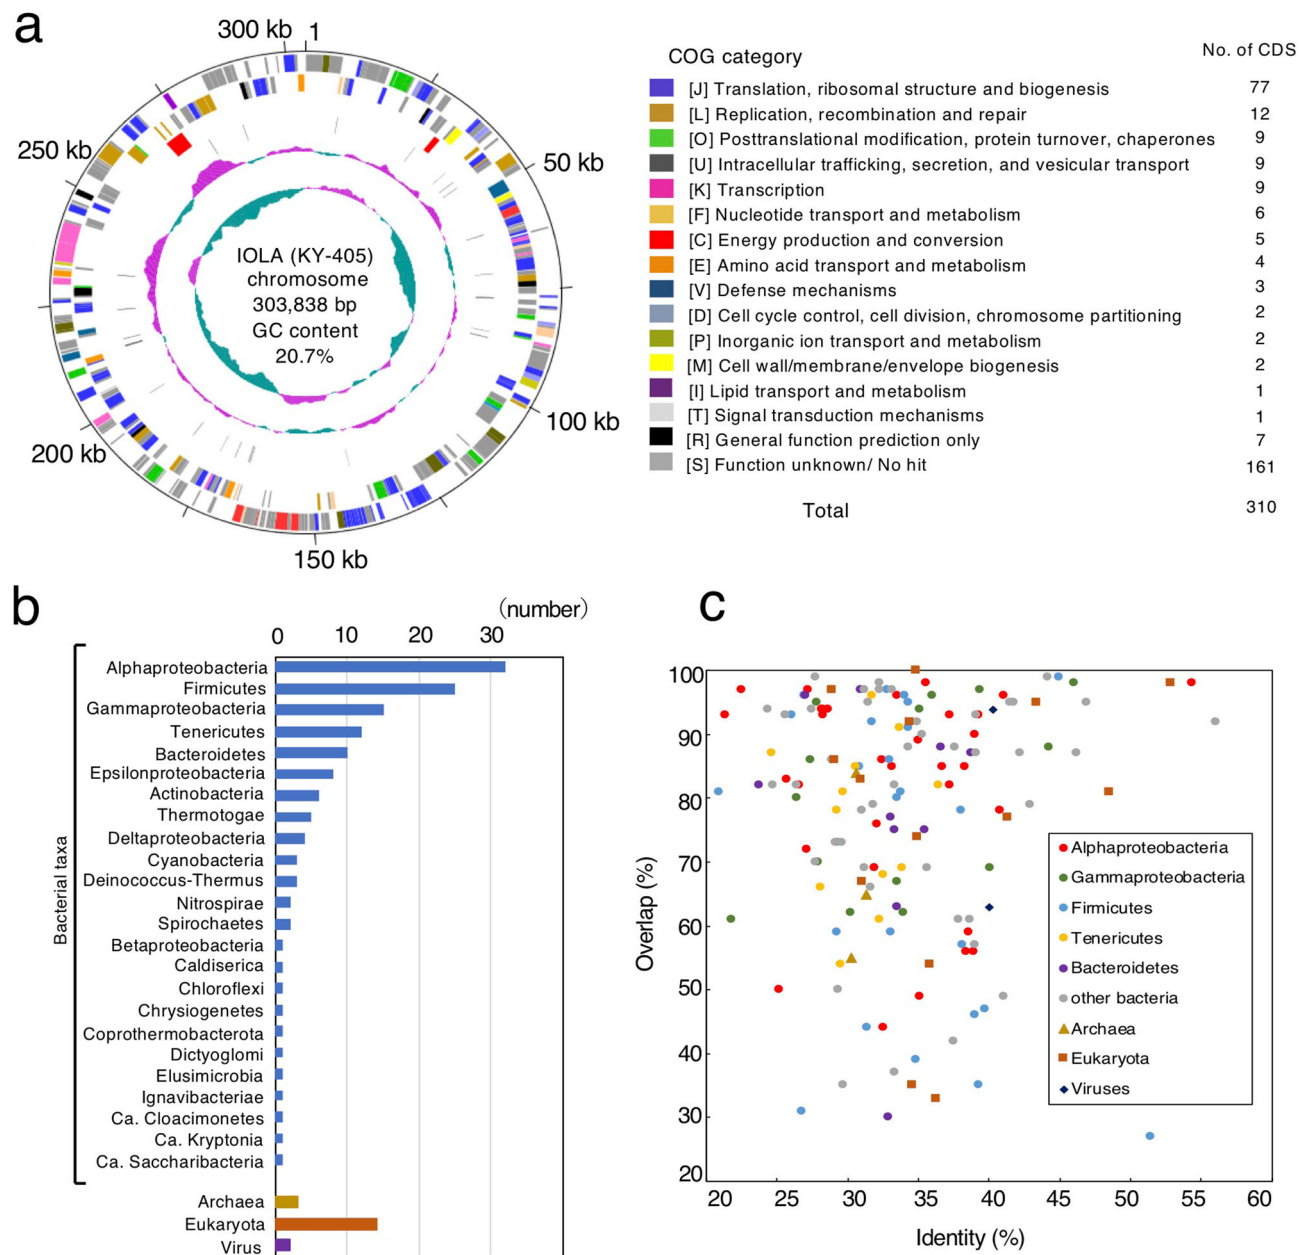 a
300 kb
1
50 kb
100 kb
150 kb
200 kb
250 kb
IOLA (KY-405)
chromosome
303,838 bp
GC content
20.7%
COG category
No. of CDS
[J] Translation, ribosomal structure and biogenesis 77
[L] Replication, recombination and repair 12
[O] Posttranslational modification, protein turnover, chaperones 9
[U] Intracellular trafficking, secretion, and vesicular transport 9
[K] Transcription 9
[F] Nucleotide transport and metabolism 6
[C] Energy production and conversion 5
[E] Amino acid transport and metabolism 4
[V] Defense mechanisms 3
[D] Cell cycle control, cell division, chromosome partitioning 2
[P] Inorganic ion transport and metabolism 2
[M] Cell wall/membrane/envelope biogenesis 2
[I] Lipid transport and metabolism 1
[T] Signal transduction mechanisms 1
[R] General function prediction only 7
[S] Function unknown/ No hit 161
Total 310
b
(number)
0 10 20 30
Bacterial taxa
Alphaproteobacteria
Firmicutes
Gammaproteobacteria
Tenericutes
Bacteroidetes
Epsilonproteobacteria
Actinobacteria
Thermotogae
Deltaproteobacteria
Cyanobacteria
Deinococcus-Thermus
Nitrospirae
Spirochaetes
Betaproteobacteria
Caldiserica
Chloroflexi
Chrysiogenetes
Coprothermobacterota
Dictyoglomi
Elusimicrobia
Ignavibacteriae
Ca. Cloacimonetes
Ca. Kryptonia
Ca. Saccharibacteria
Archaea
Eukaryota
Virus
c
100
90
80
70
60
50
40
30
20
Overlap (%)
20 25 30 35 40 45 50 55 60
Identity (%)
Alphaproteobacteria
Gammaproteobacteria
Firmicutes
Tenericutes
Bacteroidetes
other bacteria
Archaea
Eukaryota
Viruses